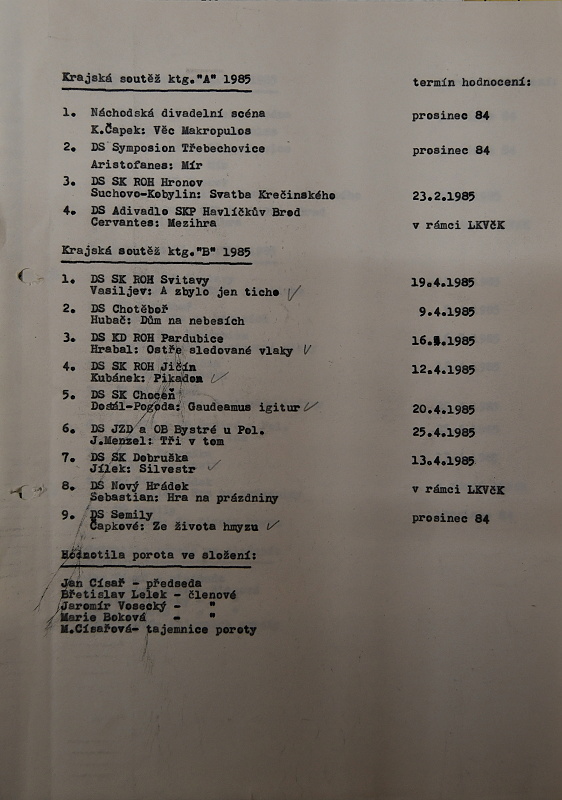 Krajská soutěž ktg."A" 1985 termín hodnocení:
1. Náchodská divadelní scéna prosinec 84
K.Čapek: Věc Makropulos
2. DS Symposion Třebechovice prosinec 84
Aristofanes: Mír
3. DS SK ROH Hronov
Suchovo-Kobylin: Svatba Krečinského 23.2.1985
4. DS Adivadlo SKP Havlíčkův Brod
Cervantes: Mezihra v rámci LKVčK
Krajská soutěž ktg."B" 1985
1. DS SK ROH Svitavy 19.4.1985
Vasiljev: A zbylo jen ticho ✓
2. DS Chotěboř 9.4.1985
Hubač: Dům na nebesích
3. DS KD ROH Pardubice 16.4.1985
Hrabal: Ostře sledované vlaky ✓
4. DS SK ROH Jičín 12.4.1985
Kubánek: Pikadon ✓
5. DS SK Choceň
Dostál-Pogoda: Gaudeamus igitur ✓ 20.4.1985
6. DS JZD a OB Bystré u Pol. 25.4.1985
J.Menzel: Tři v tom
7. DS SK Dobruška 13.4.1985
Jílek: Silvestr ✓
8. DS Nový Hrádek v rámci LKVčK
Sebastian: Hra na prázdniny
9. DS Semily prosinec 84
Čapkové: Ze života hmyzu ✓
Hodnotila porota ve složení:
Jan Císař - předseda
Břetislav Lelek - členové
Jaromír Vosecký - "
Marie Boková - "
M.Císařová- tajemnice poroty